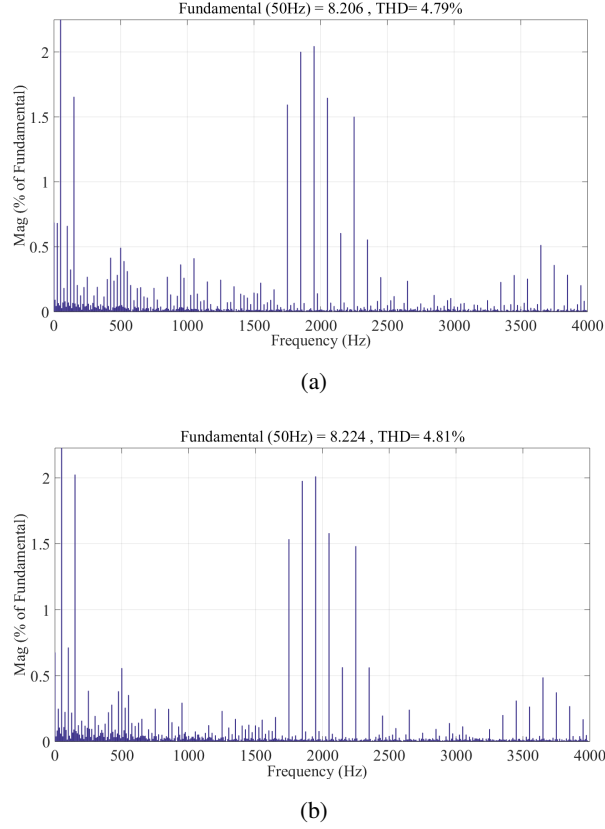 Fundamental (50Hz) = 8.206 , THD= 4.79%
Mag (% of Fundamental)
2
1.5
1
0.5
0
0 500 1000 1500 2000 2500 3000 3500 4000
Frequency (Hz)
(a)
Fundamental (50Hz) = 8.224 , THD= 4.81%
Mag (% of Fundamental)
2
1.5
1
0.5
0
0 500 1000 1500 2000 2500 3000 3500 4000
Frequency (Hz)
(b)